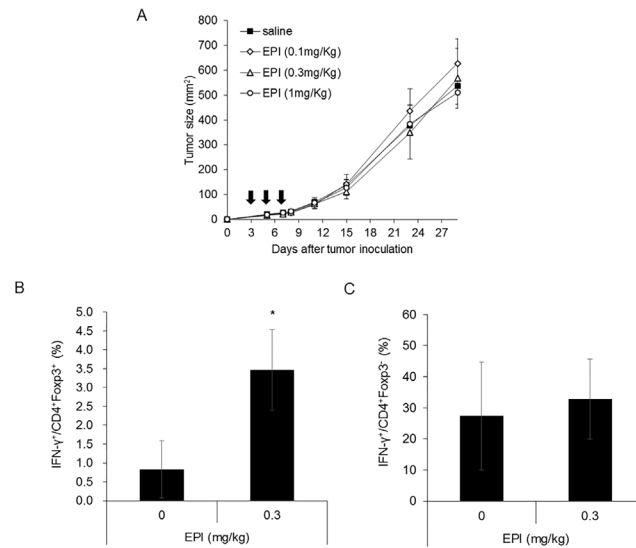 A
saline
EPI (0.1mg/Kg)
EPI (0.3mg/Kg)
EPI (1mg/Kg)
Tumor size (mm²)
800
700
600
500
400
300
200
100
0
0 3 6 9 12 15 18 21 24 27
Days after tumor inoculation
B
IFN-γ⁺/CD4⁺Foxp3⁺ (%)
5.0
4.5
4.0
3.5
3.0
2.5
2.0
1.5
1.0
0.5
0.0
*
0 0.3
EPI (mg/kg)
C
IFN-γ⁺/CD4⁺Foxp3⁻ (%)
60
50
40
30
20
10
0
0 0.3
EPI (mg/kg)